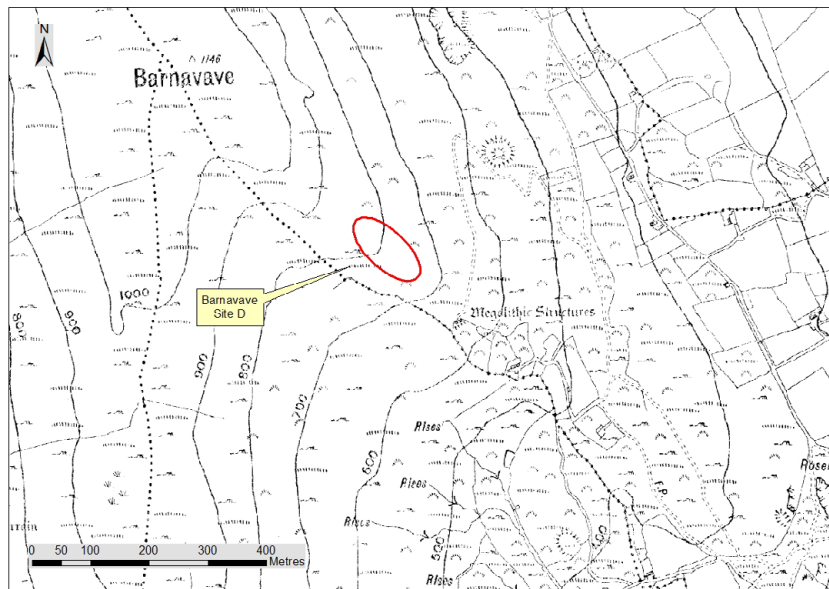 N
1146
Barnavave
1000
Barnavave
Site D
800
900
900
800
700
Megalithic Structures
600
Rises
Rises
Rises
Rises
500
400
F.P.
0 50 100 200 300 400
Metres